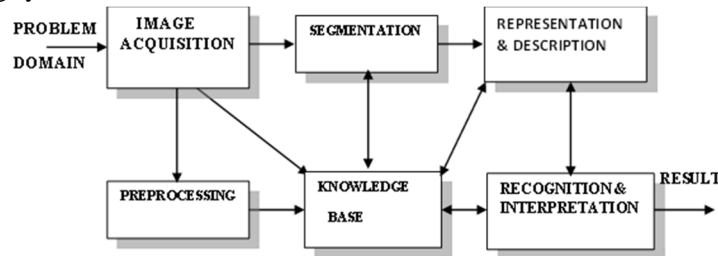 PROBLEM
DOMAIN
IMAGE
ACQUISITION
SEGMENTATION
REPRESENTATION
& DESCRIPTION
PREPROCESSING
KNOWLEDGE
BASE
RECOGNITION &
INTERPRETATION
RESULT